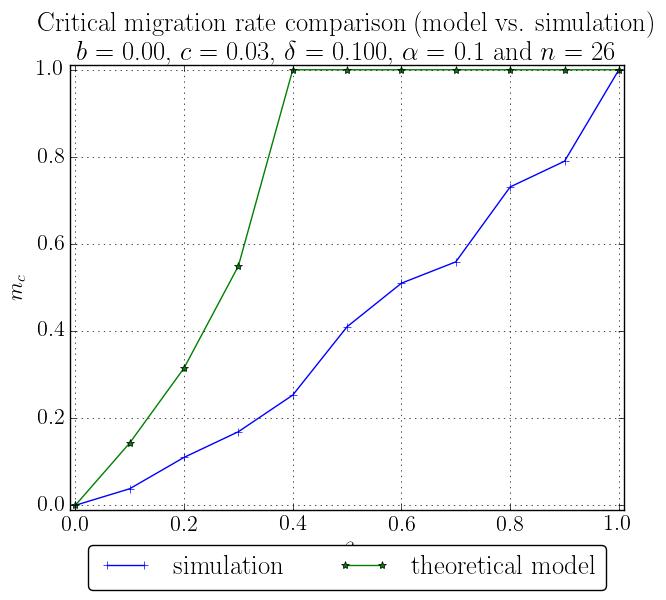 Critical migration rate comparison (model vs. simulation)
b = 0.00, c = 0.03, δ = 0.100, α = 0.1 and n = 26
1.0
0.8
0.6
0.4
0.2
0.0
m_c
0.0 0.2 0.4 0.6 0.8 1.0
simulation theoretical model